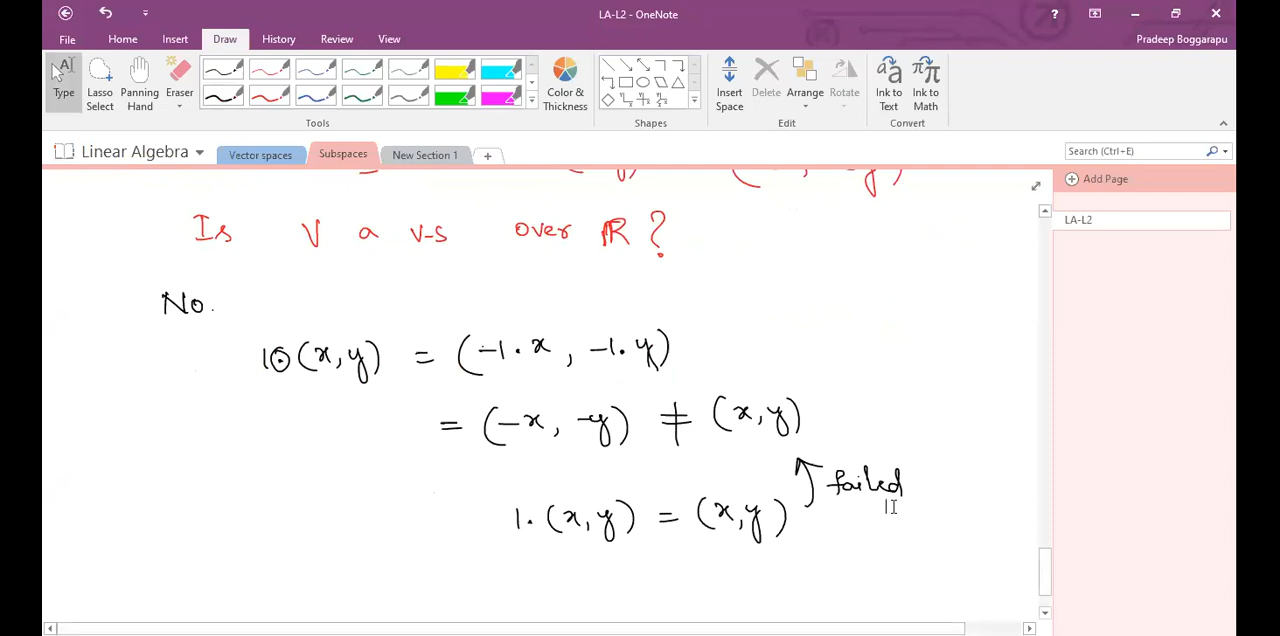 LA-L2 - OneNote
?
Pradeep Boggarapu
File Home Insert Draw History Review View
Type
Lasso Select
Panning Hand
Eraser
Color & Thickness
Insert Space
Delete
Arrange
Rotate
Ink to Text
Ink to Math
Tools
Shapes
Edit
Convert
Linear Algebra
Vector spaces
Subspaces
New Section 1
+
Search (Ctrl+E)
Add Page
LA-L2
Is V a v-s over ℝ?
No.
1⊙(x,y) = (-1.x, -1.y)
= (-x, -y) ≠ (x,y)
failed
1.(x,y) = (x,y)